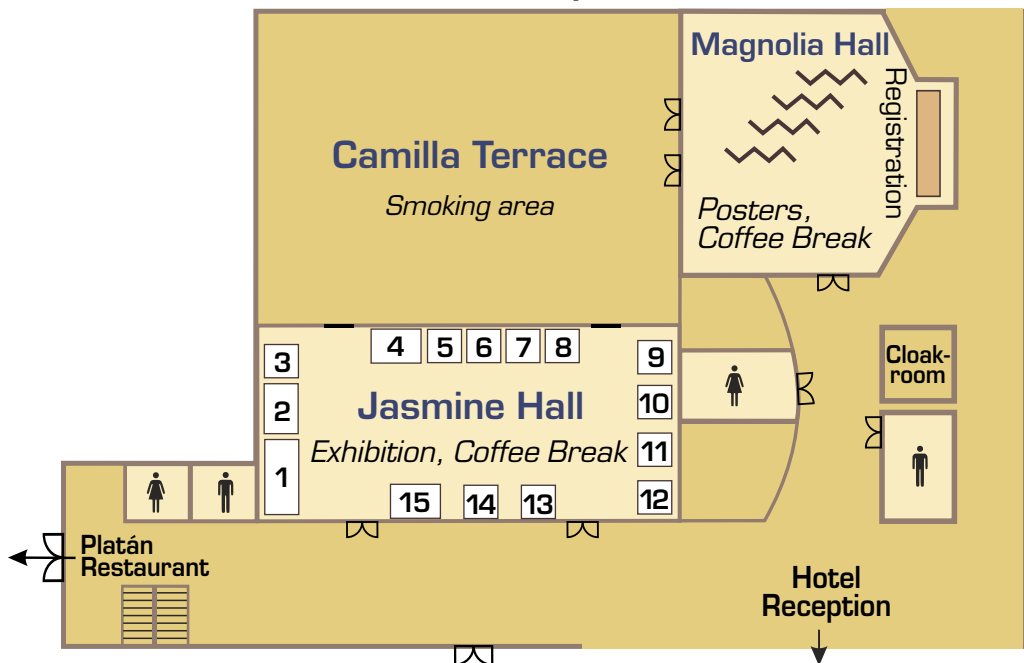 Magnolia Hall
Registration
Camilla Terrace
Smoking area
Posters,
Coffee Break
Cloak-
room
3
4
5
6
7
8
9
2
Jasmine Hall
10
Exhibition, Coffee Break
11
1
15
14
13
12
Platán
Restaurant
Hotel
Reception